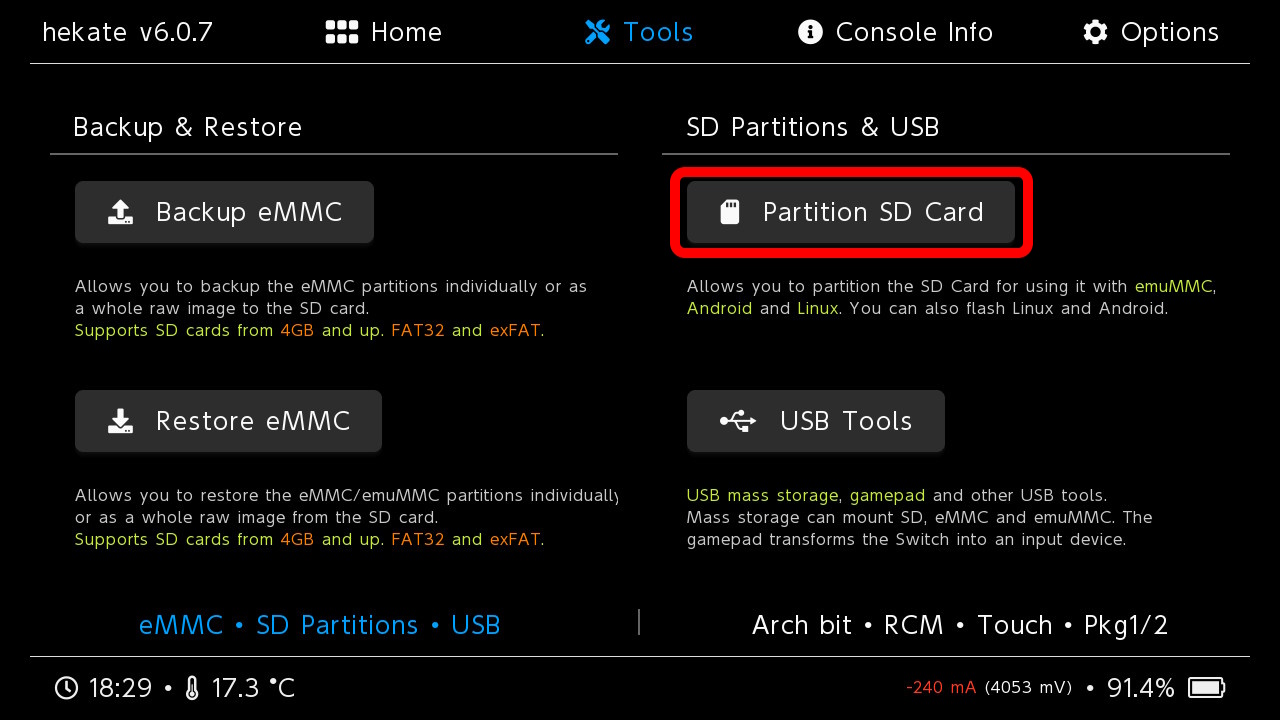 hekate v6.0.7 Home Tools Console Info Options
Backup & Restore
Backup eMMC
Allows you to backup the eMMC partitions individually or as
a whole raw image to the SD card.
Supports SD cards from 4GB and up. FAT32 and exFAT.
Restore eMMC
Allows you to restore the eMMC/emuMMC partitions individually
or as a whole raw image from the SD card.
Supports SD cards from 4GB and up. FAT32 and exFAT.
SD Partitions & USB
Partition SD Card
Allows you to partition the SD Card for using it with emuMMC,
Android and Linux. You can also flash Linux and Android.
USB Tools
USB mass storage, gamepad and other USB tools.
Mass storage can mount SD, eMMC and emuMMC. The
gamepad transforms the Switch into an input device.
eMMC • SD Partitions • USB
Arch bit • RCM • Touch • Pkg1/2
18:29 • 17.3 °C
-240 mA (4053 mV) • 91.4%